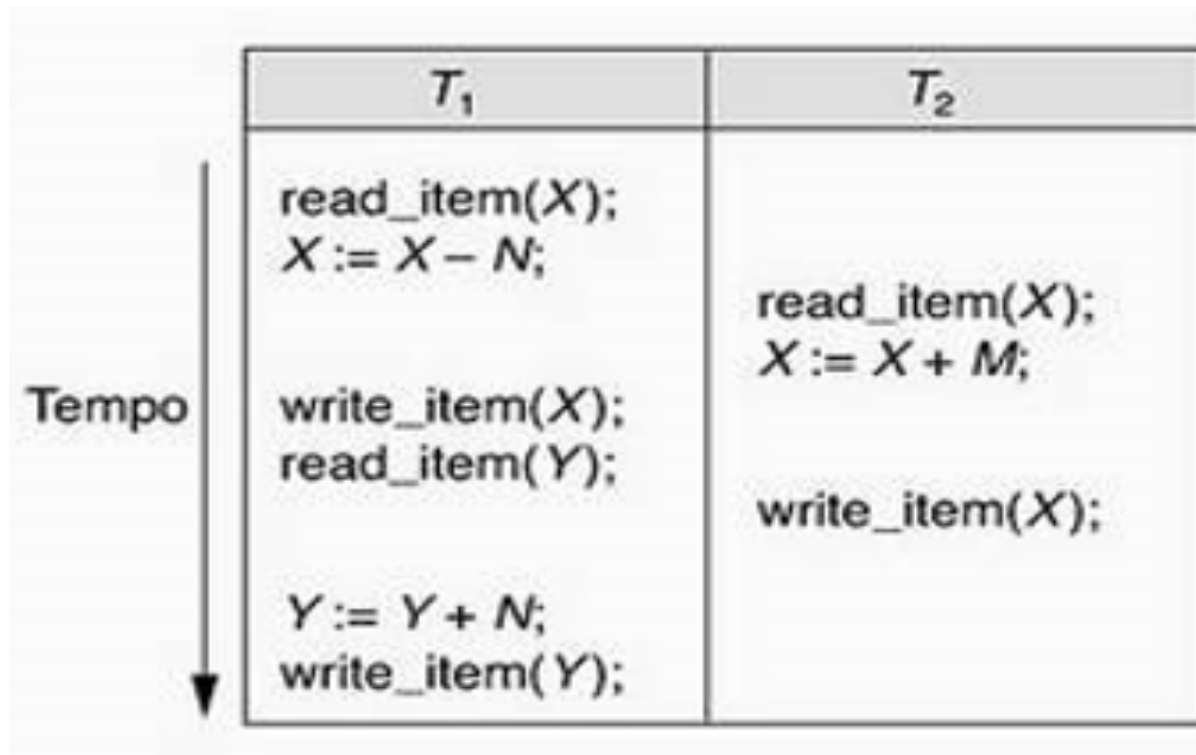 T₁
T₂
read_item(X);
X := X – N;
read_item(X);
X := X + M;
Tempo
write_item(X);
read_item(Y);
write_item(X);
Y := Y + N;
write_item(Y);